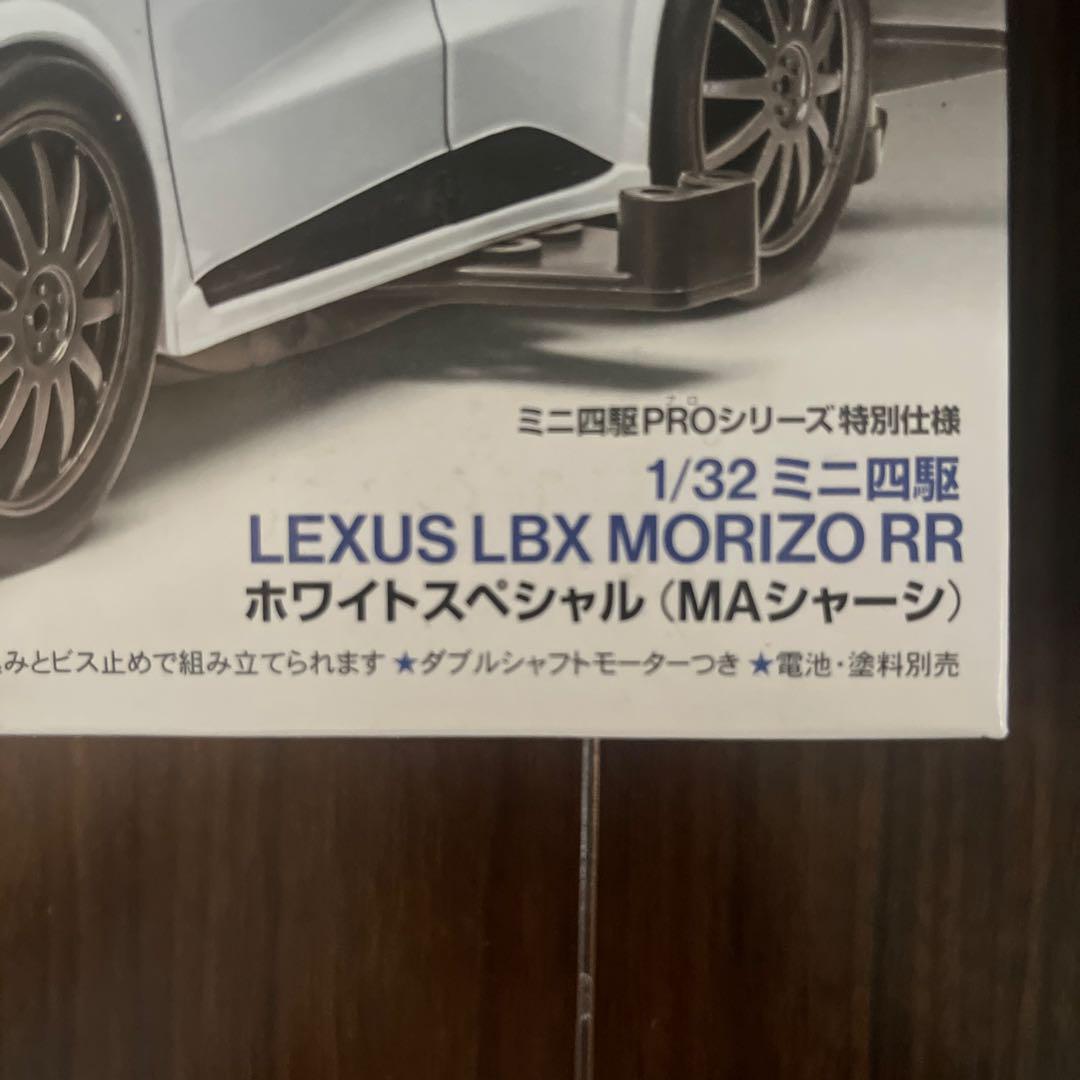 ミニ四駆PROシリーズ特別仕様
1/32 ミニ四駆
LEXUS LBX MORIZO RR
ホワイトスペシャル（MAシャーシ）
みとビス止めで組み立てられます ★ダブルシャフトモーターつき ★電池・塗料別売